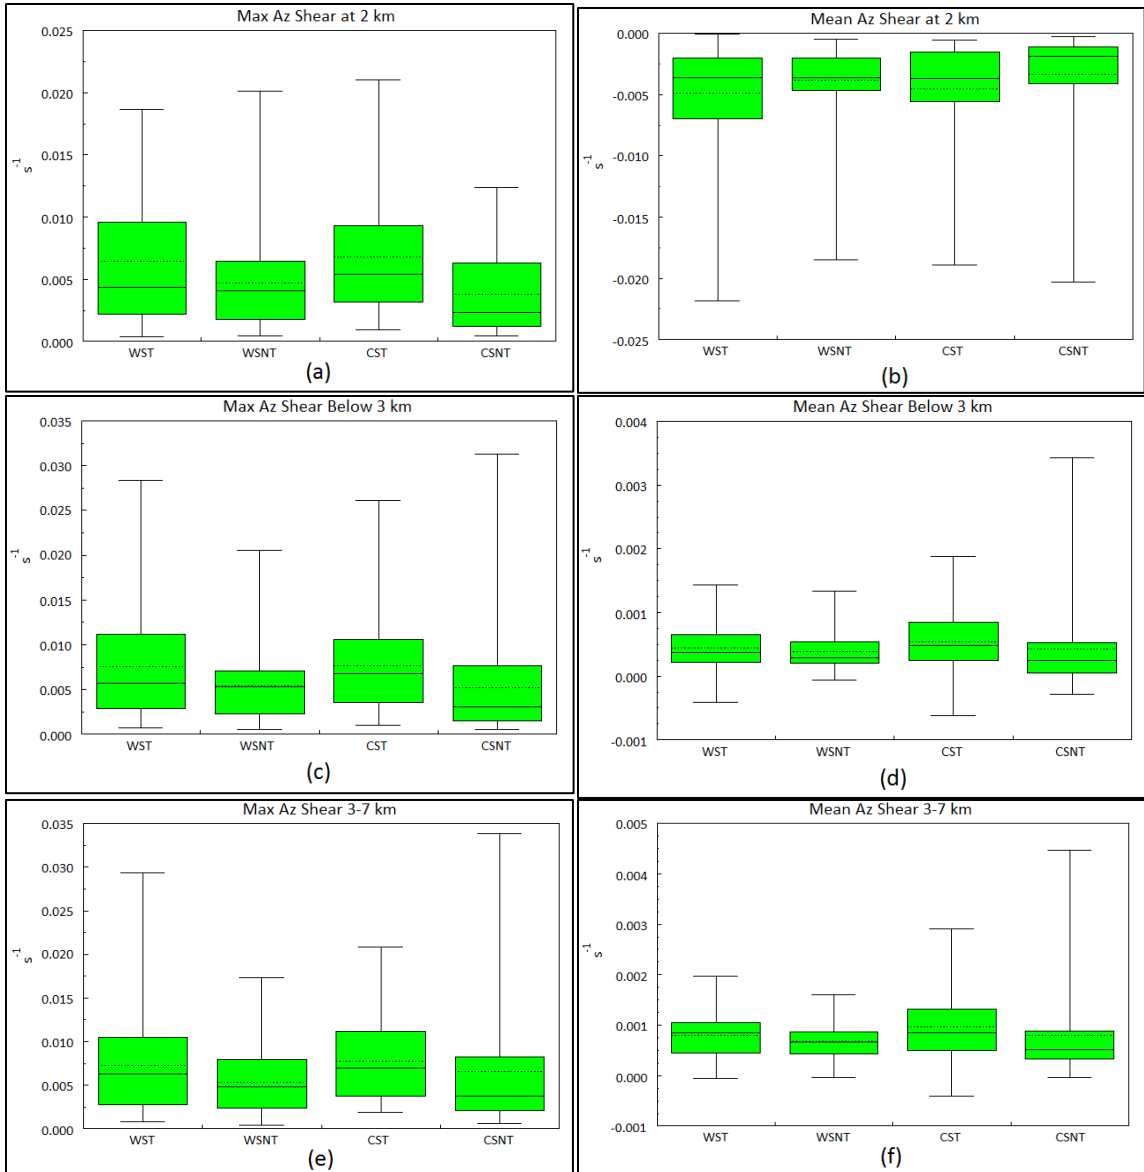 Max Az Shear at 2 km
0.025
0.020
0.015
0.010
0.005
0.000
s⁻¹
WST WSNT CST CSNT
(a)
Mean Az Shear at 2 km
0.000
-0.005
-0.010
-0.015
-0.020
-0.025
s⁻¹
WST WSNT CST CSNT
(b)
Max Az Shear Below 3 km
0.035
0.030
0.025
0.020
0.015
0.010
0.005
0.000
s⁻¹
WST WSNT CST CSNT
(c)
Mean Az Shear Below 3 km
0.004
0.003
0.002
0.001
0.000
-0.001
s⁻¹
WST WSNT CST CSNT
(d)
Max Az Shear 3-7 km
0.035
0.030
0.025
0.020
0.015
0.010
0.005
0.000
s⁻¹
WST WSNT CST CSNT
(e)
Mean Az Shear 3-7 km
0.005
0.004
0.003
0.002
0.001
0.000
-0.001
s⁻¹
WST WSNT CST CSNT
(f)